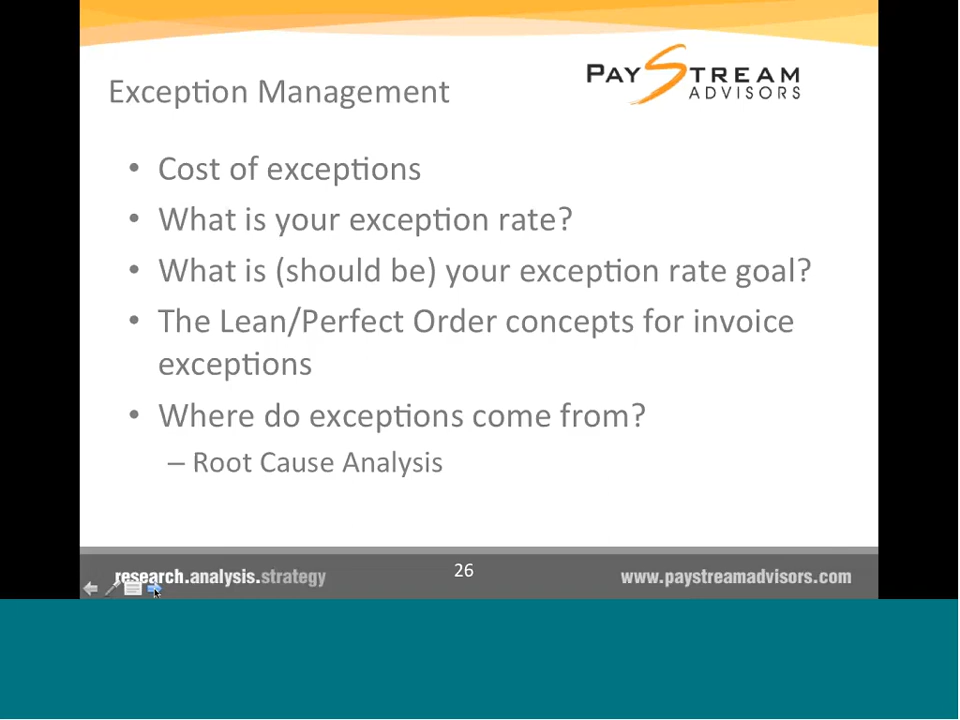 PAYSTREAM
ADVISORS
Exception Management
• Cost of exceptions
• What is your exception rate?
• What is (should be) your exception rate goal?
• The Lean/Perfect Order concepts for invoice
exceptions
• Where do exceptions come from?
– Root Cause Analysis
research.analysis.strategy
26
www.paystreamadvisors.com